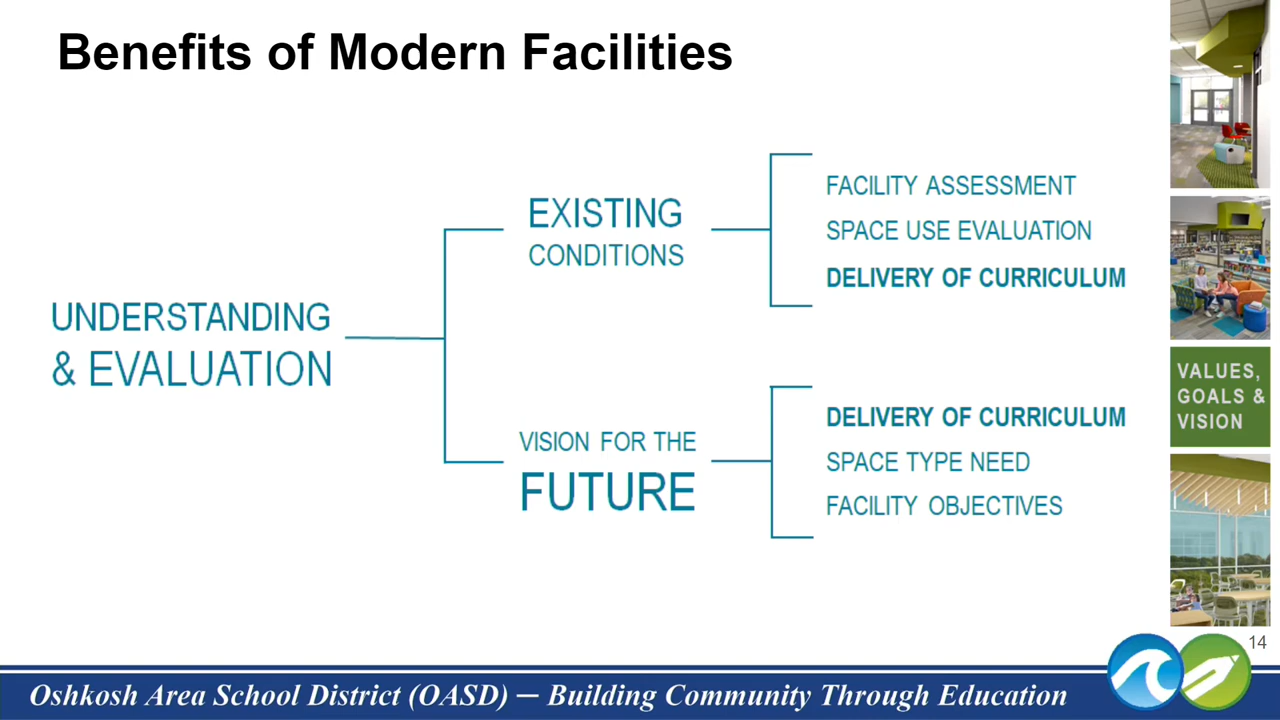 Benefits of Modern Facilities
UNDERSTANDING
& EVALUATION
EXISTING
CONDITIONS
FACILITY ASSESSMENT
SPACE USE EVALUATION
DELIVERY OF CURRICULUM
VISION FOR THE
FUTURE
DELIVERY OF CURRICULUM
SPACE TYPE NEED
FACILITY OBJECTIVES
VALUES,
GOALS &
VISION
14
Oshkosh Area School District (OASD) — Building Community Through Education